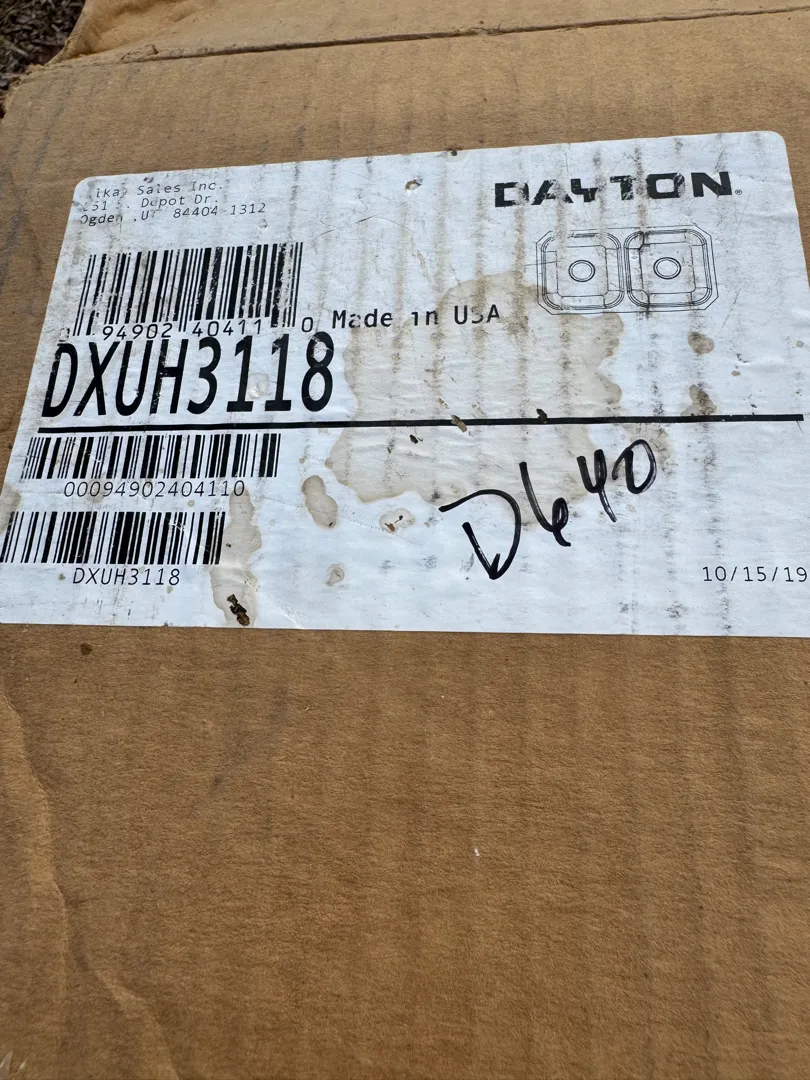 Sales Inc.
Depot Dr.
Ogden ,UT 84404-1312
DAYTON®
94902 40411 0
Made in USA
DXUH3118
00094902404110
D640
DXUH3118
10/15/19